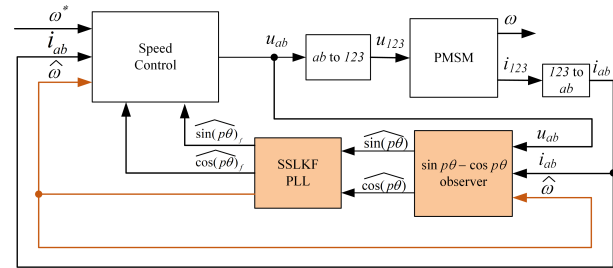 ω*
i_ab
ω̂
Speed
Control
u_ab
ab to 123
u_123
PMSM
ω
i_123
123 to
ab
i_ab
sin(pθ)^_f
cos(pθ)^_f
SSLKF
PLL
sin(pθ)^
cos(pθ)^
sin pθ – cos pθ
observer
u_ab
i_ab
ω̂